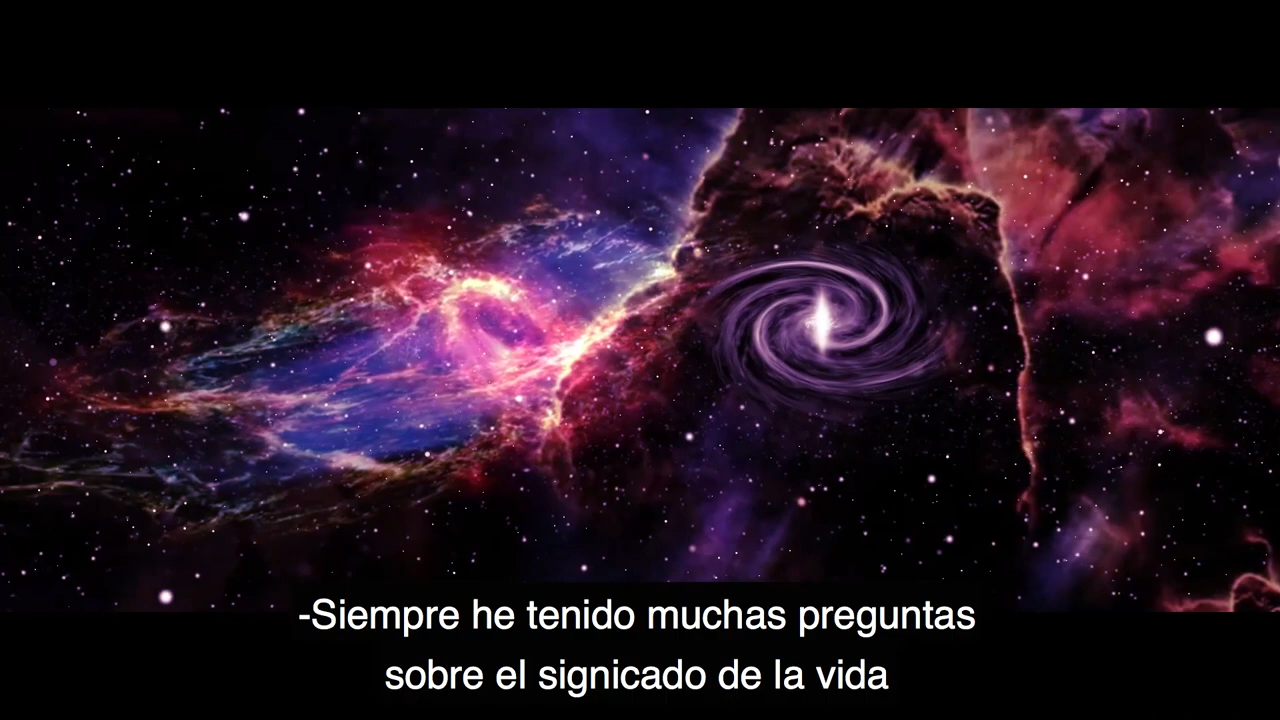 -Siempre he tenido muchas preguntas
sobre el signicado de la vida